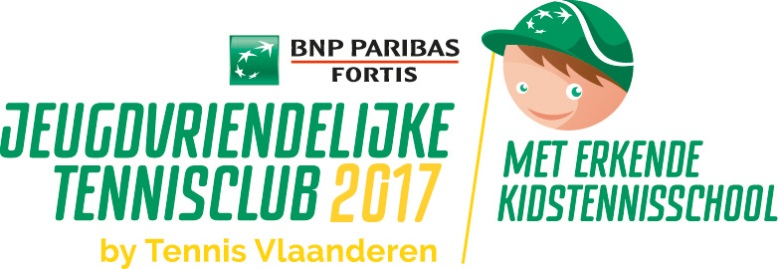 BNP PARIBAS
FORTIS
JEUGDVRIENDELIJKE
TENNISCLUB 2017
by Tennis Vlaanderen
MET ERKENDE
KIDSTENNISSCHOOL